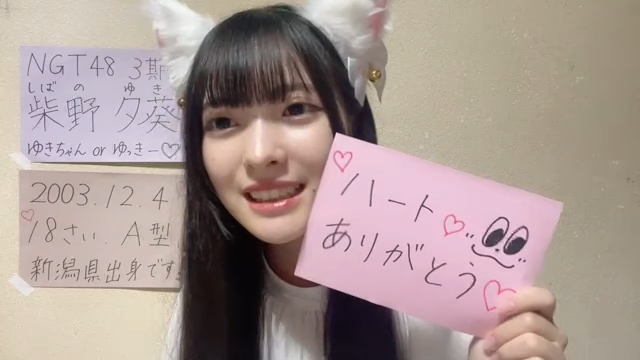 NGT48 3期
しばの ゆき
柴野 夕葵
ゆきちゃん or ゆっきー♡
2003.12.4
18さい. A型
新潟県出身です
ハート
ありがとう